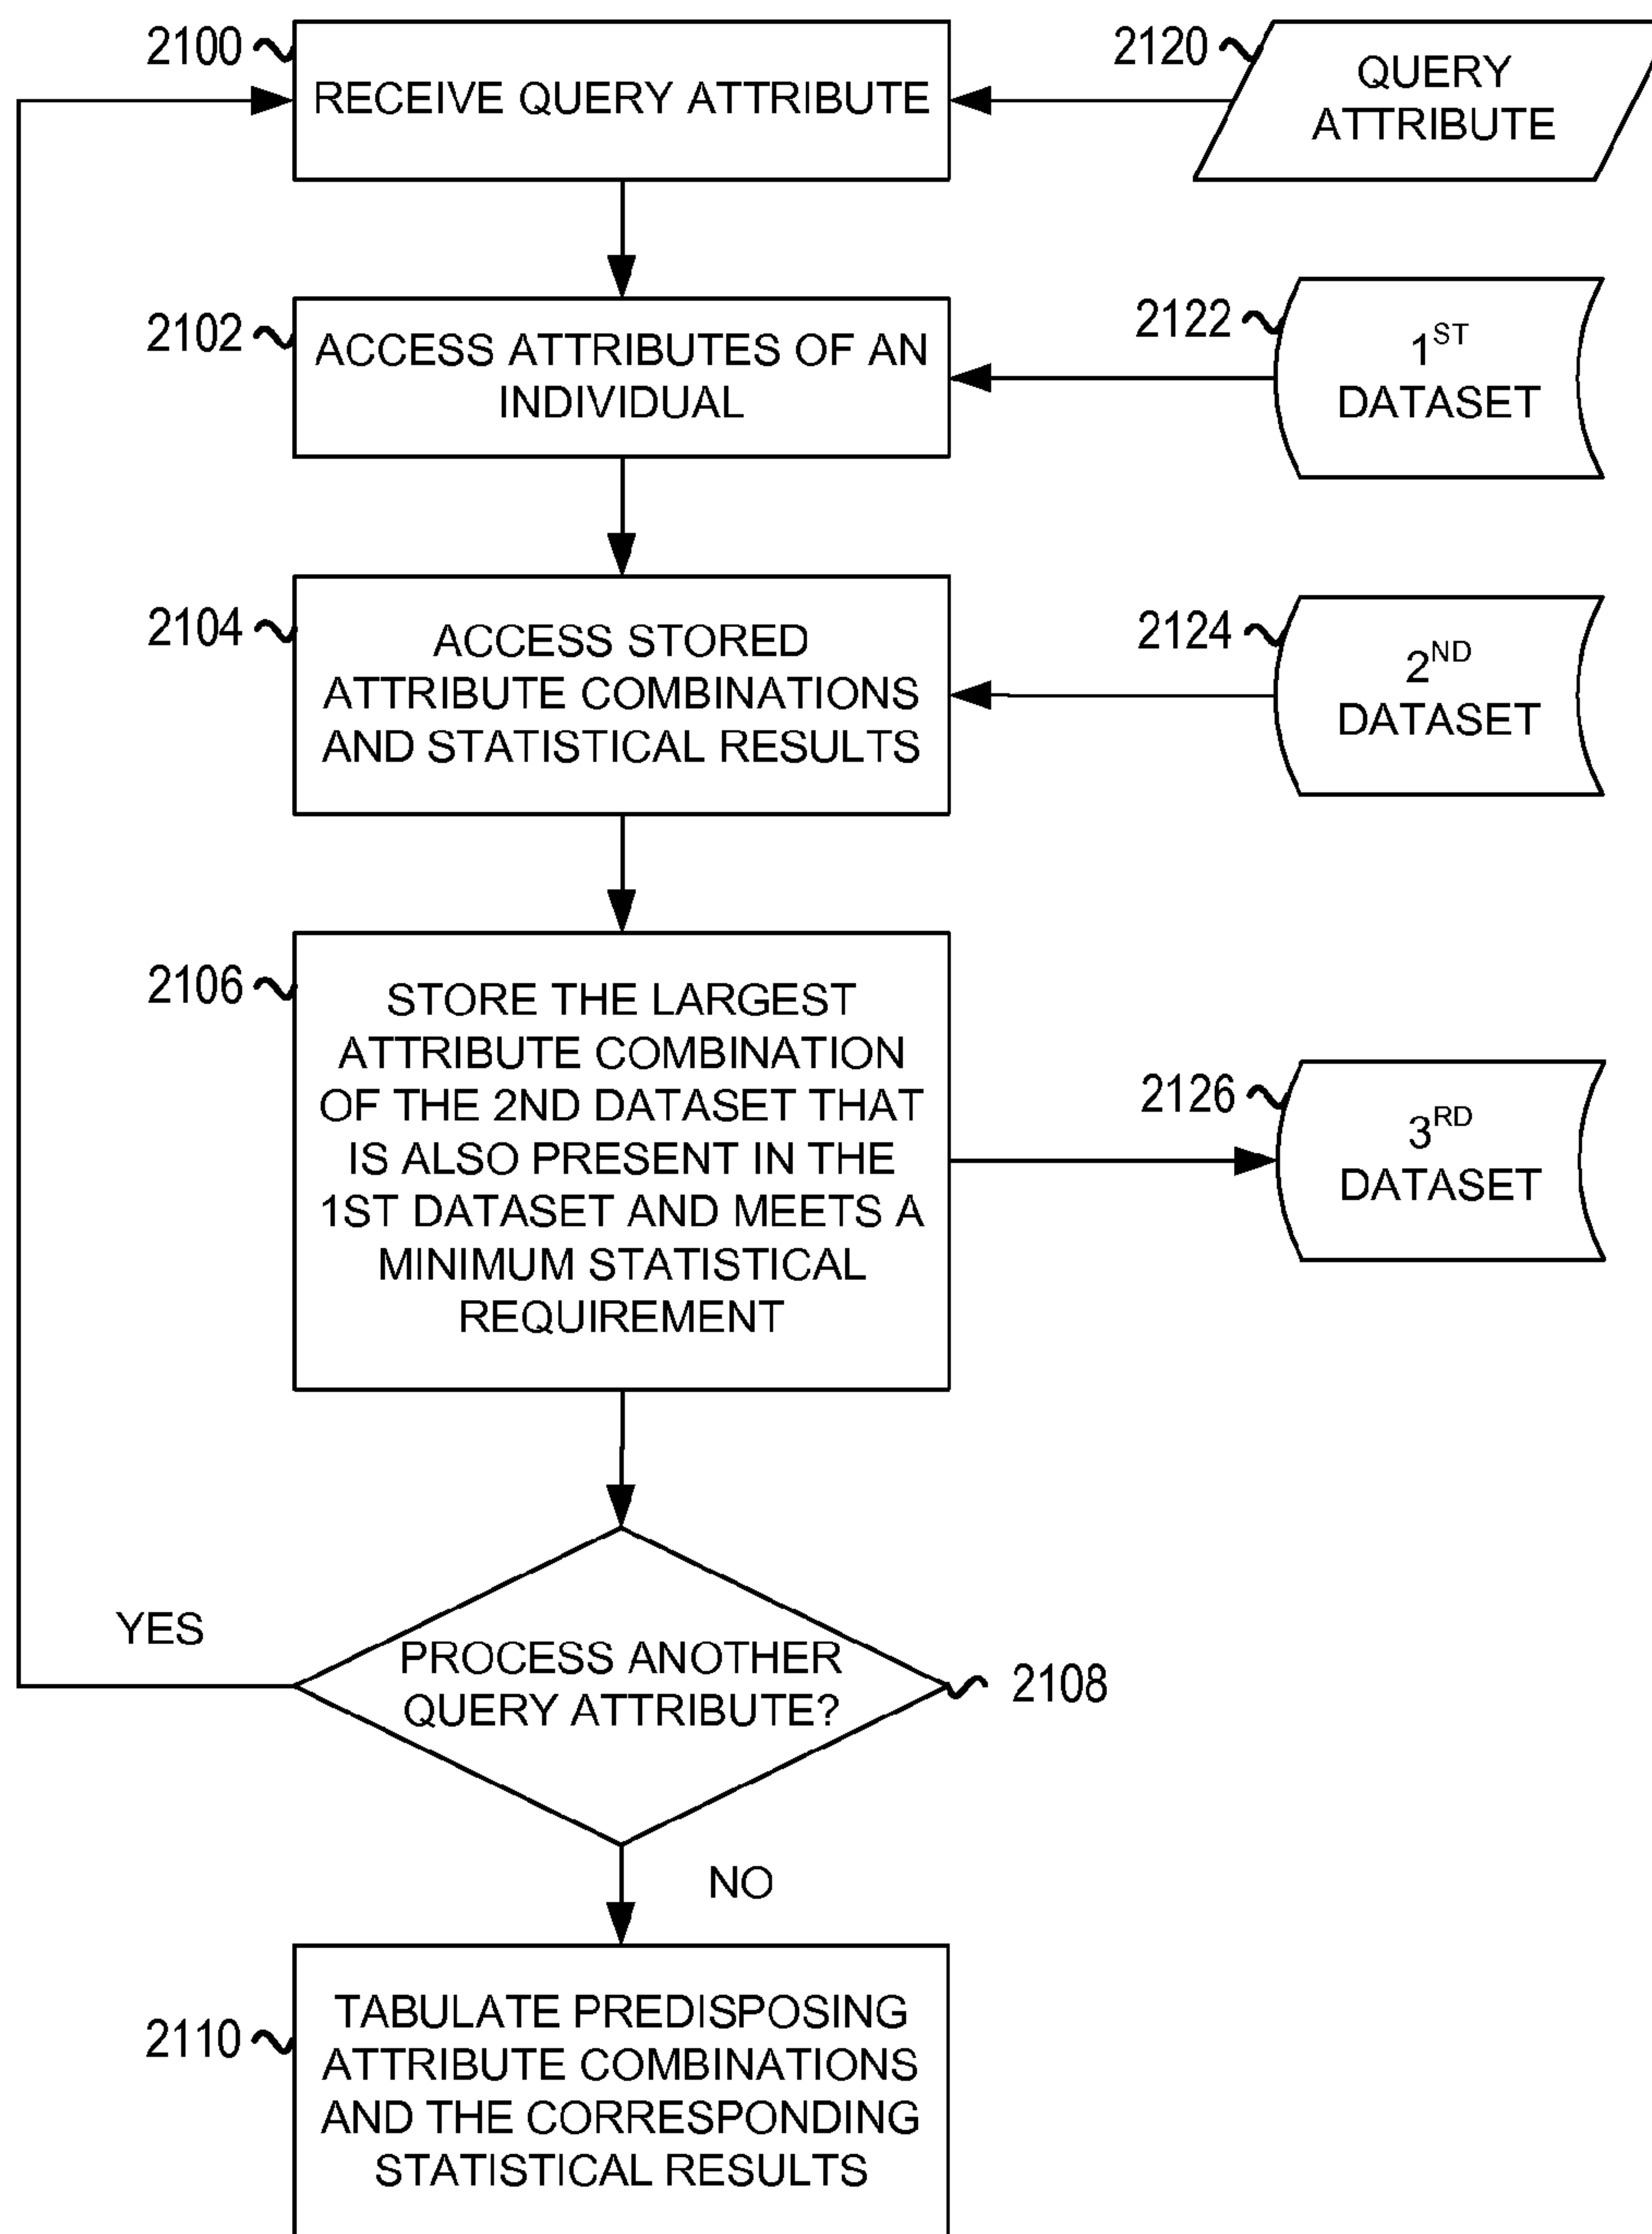 2100
RECEIVE QUERY ATTRIBUTE
2120
QUERY
ATTRIBUTE
2102
ACCESS ATTRIBUTES OF AN
INDIVIDUAL
2122
1ST
DATASET
2104
ACCESS STORED
ATTRIBUTE COMBINATIONS
AND STATISTICAL RESULTS
2124
2ND
DATASET
2106
STORE THE LARGEST
ATTRIBUTE COMBINATION
OF THE 2ND DATASET THAT
IS ALSO PRESENT IN THE
1ST DATASET AND MEETS A
MINIMUM STATISTICAL
REQUIREMENT
2126
3RD
DATASET
YES
PROCESS ANOTHER
QUERY ATTRIBUTE?
2108
NO
2110
TABULATE PREDISPOSING
ATTRIBUTE COMBINATIONS
AND THE CORRESPONDING
STATISTICAL RESULTS